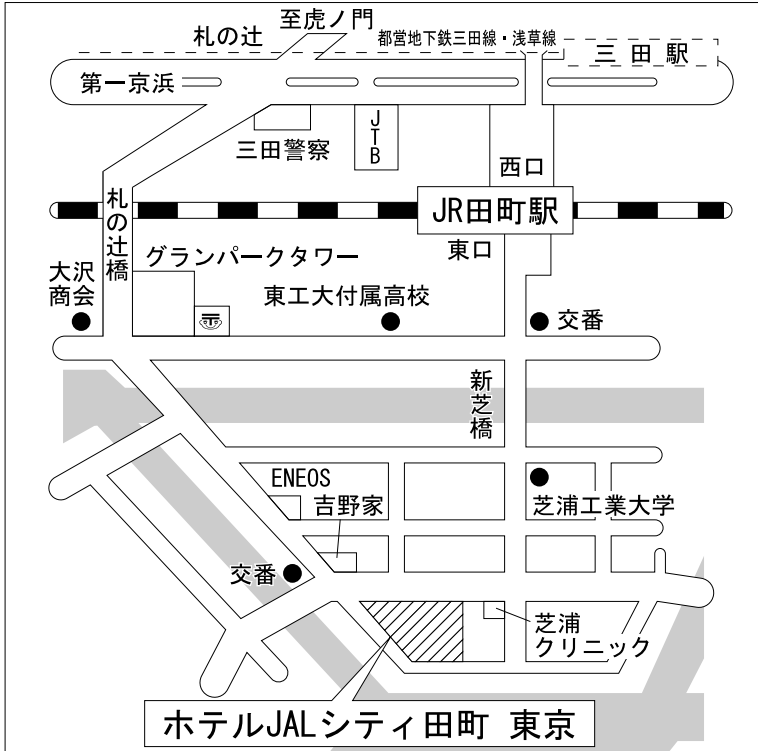 至虎ノ門
札の辻
都営地下鉄三田線・浅草線
三田駅
第一京浜
三田警察
JTB
西口
JR田町駅
東口
札の辻橋
グランパークタワー
大沢
商会
東工大付属高校
交番
新芝橋
ENEOS
吉野家
芝浦工業大学
交番
芝浦
クリニック
ホテルJALシティ田町 東京